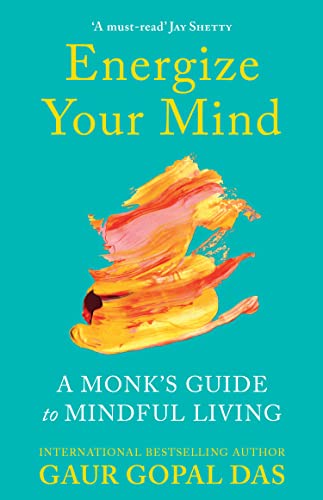 ‘A must-read’ JAY SHETTY
Energize
Your Mind
A MONK'S GUIDE
to MINDFUL LIVING
INTERNATIONAL BESTSELLING AUTHOR
GAUR GOPAL DAS